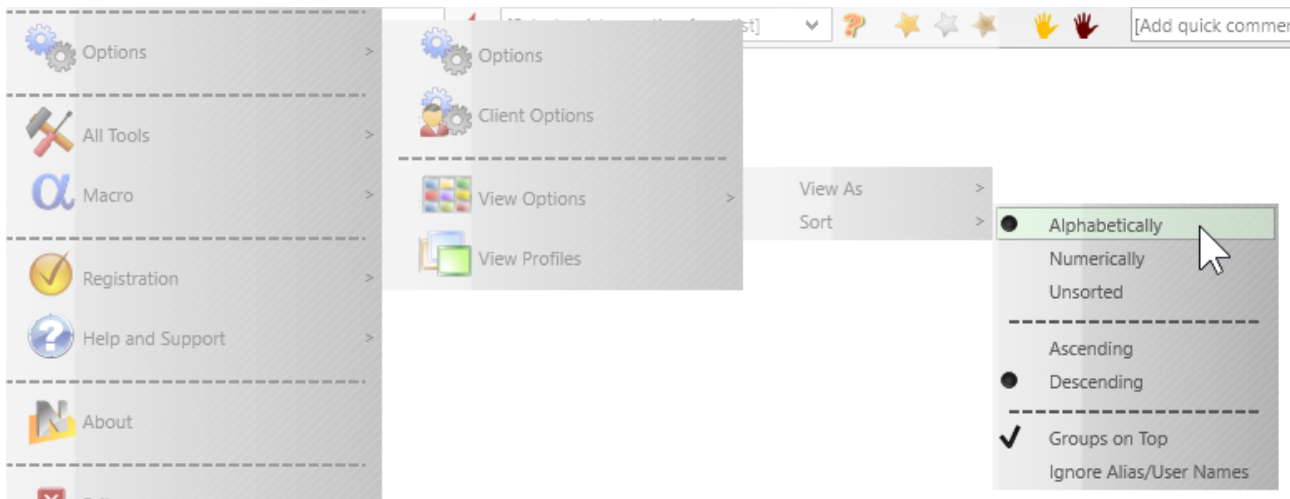 st]
[Add quick commer
Options
All Tools
Macro
Registration
Help and Support
About
Options
Client Options
View Options
View Profiles
View As
Sort
Alphabetically
Numerically
Unsorted
Ascending
Descending
Groups on Top
Ignore Alias/User Names